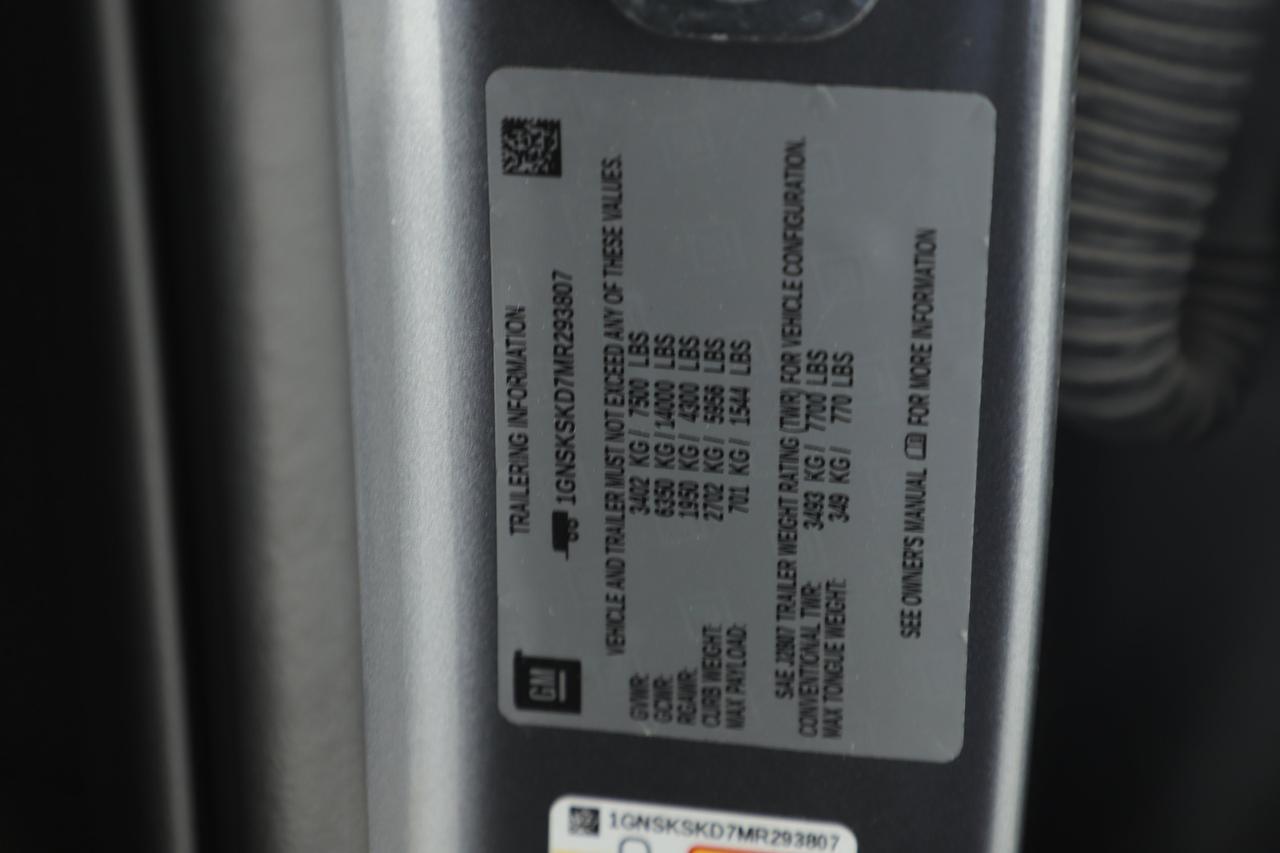 GM
TRAILERING INFORMATION
1GNSKSKD7MR293807
VEHICLE AND TRAILER MUST NOT EXCEED ANY OF THESE VALUES.
GVWR: 3402 KG / 7500 LBS
GCWR: 6350 KG / 14000 LBS
RGAWR: 1950 KG / 4300 LBS
CURB WEIGHT: 2702 KG / 5956 LBS
MAX PAYLOAD: 701 KG / 1544 LBS
SAE J2807 TRAILER WEIGHT RATING (TWR) FOR VEHICLE CONFIGURATION.
CONVENTIONAL TWR: 3493 KG / 7700 LBS
MAX TONGUE WEIGHT: 349 KG / 770 LBS
SEE OWNER'S MANUAL FOR MORE INFORMATION
1GNSKSKD7MR293807